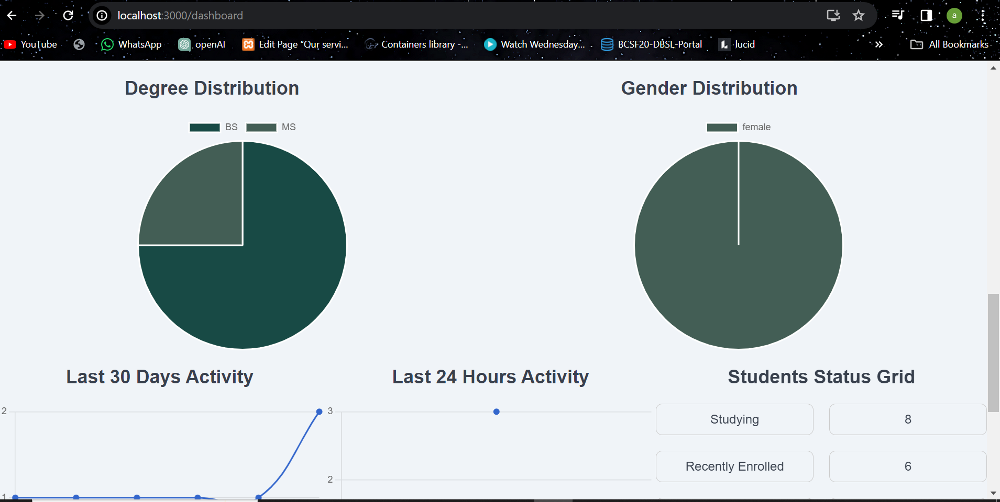 localhost:3000/dashboard
a
YouTube WhatsApp openAI Edit Page “Our servi... Containers library -... Watch Wednesday... BCSF20-DBSL-Portal lucid » All Bookmarks
Degree Distribution
BS MS
Gender Distribution
female
Last 30 Days Activity
2
1
Last 24 Hours Activity
3
2
Students Status Grid
Studying 8
Recently Enrolled 6